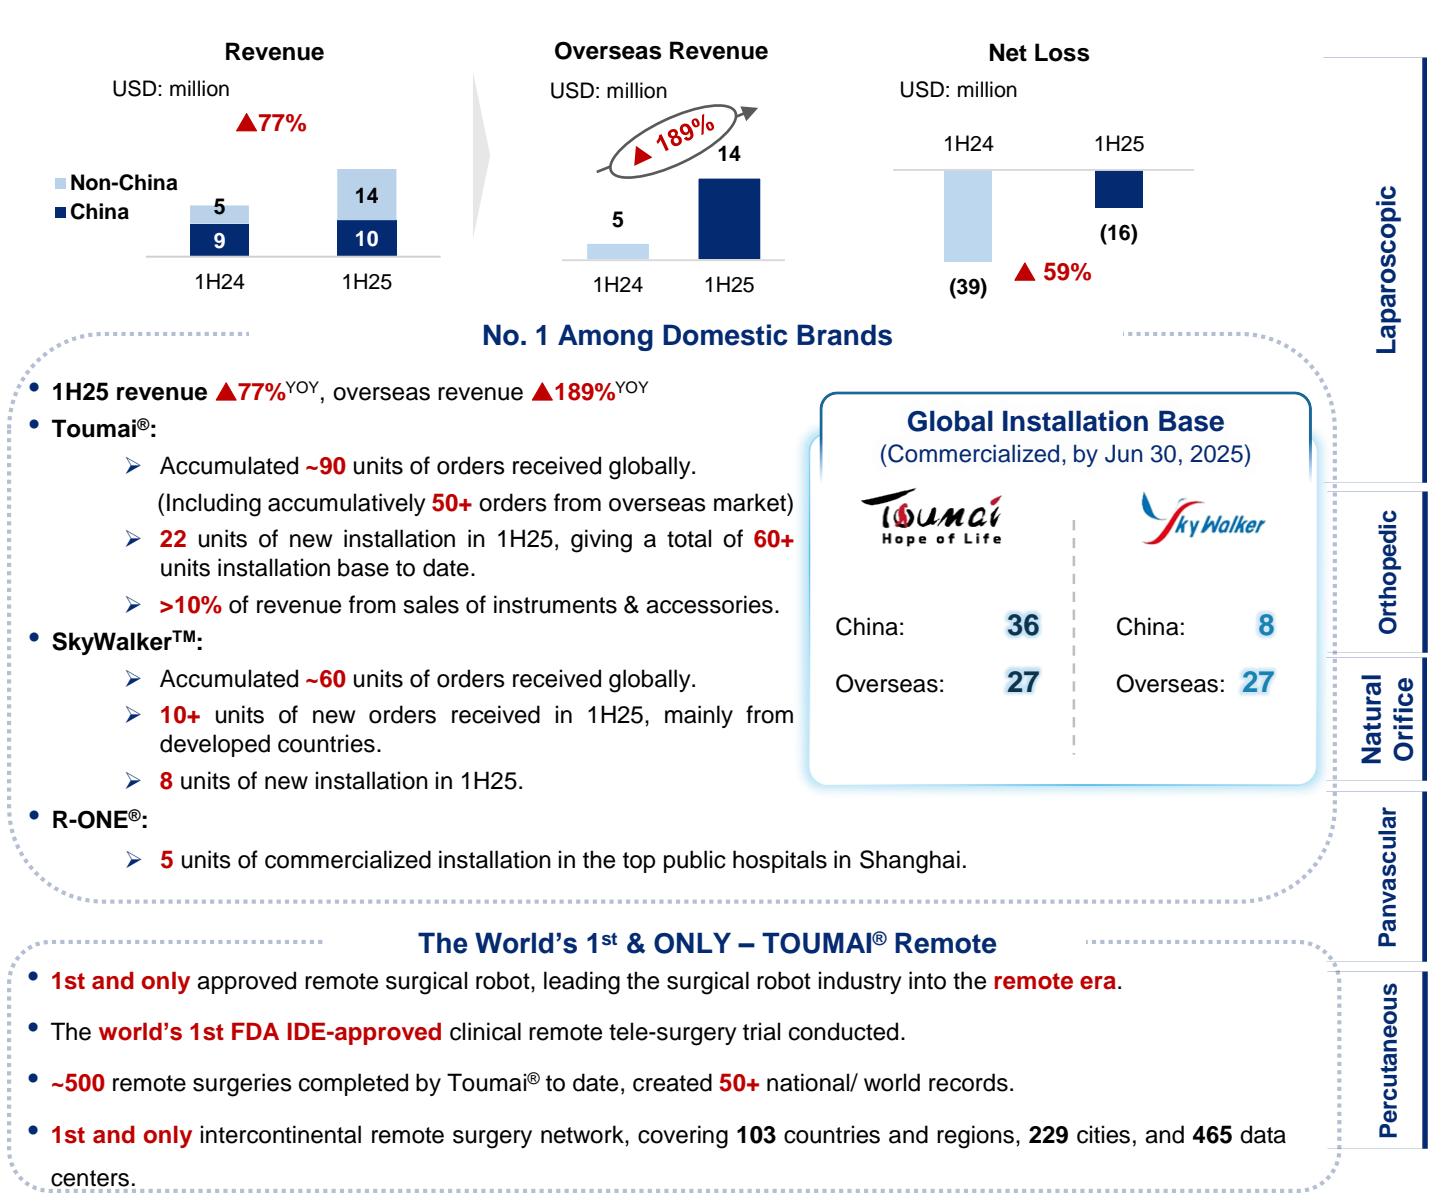 Revenue
USD: million
▲77%
Non-China
China
5
9
14
10
1H24
1H25
Overseas Revenue
USD: million
▲ 189%
5
14
1H24
1H25
Net Loss
USD: million
1H24
1H25
(39)
(16)
▲ 59%
No. 1 Among Domestic Brands
• 1H25 revenue ▲77%YOY, overseas revenue ▲189%YOY
• Toumai®:
➢ Accumulated ~90 units of orders received globally.
(Including accumulatively 50+ orders from overseas market)
➢ 22 units of new installation in 1H25, giving a total of 60+
units installation base to date.
➢ >10% of revenue from sales of instruments & accessories.
• SkyWalker™:
➢ Accumulated ~60 units of orders received globally.
➢ 10+ units of new orders received in 1H25, mainly from
developed countries.
➢ 8 units of new installation in 1H25.
• R-ONE®:
➢ 5 units of commercialized installation in the top public hospitals in Shanghai.
Global Installation Base
(Commercialized, by Jun 30, 2025)
Toumai
Hope of Life
China: 36
Overseas: 27
SkyWalker
China: 8
Overseas: 27
The World's 1st & ONLY – TOUMAI® Remote
• 1st and only approved remote surgical robot, leading the surgical robot industry into the remote era.
• The world's 1st FDA IDE-approved clinical remote tele-surgery trial conducted.
• ~500 remote surgeries completed by Toumai® to date, created 50+ national/ world records.
• 1st and only intercontinental remote surgery network, covering 103 countries and regions, 229 cities, and 465 data
centers.
Laparoscopic
Orthopedic
Natural
Orifice
Panvascular
Percutaneous